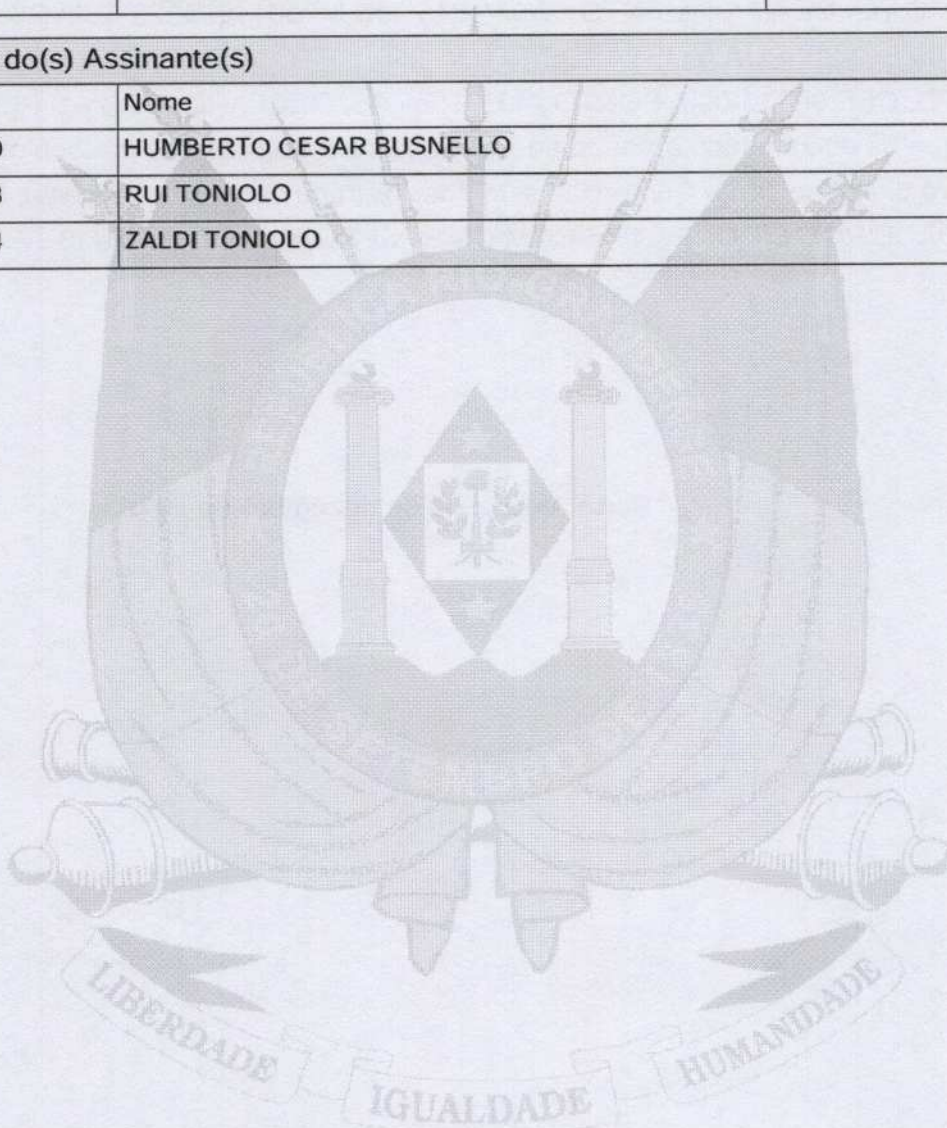 do(s) Assinante(s)
Nome
HUMBERTO CESAR BUSNELLO
RUI TONIOLO
ZALDI TONIOLO
LIBERDADE
IGUALDADE
HUMANIDADE